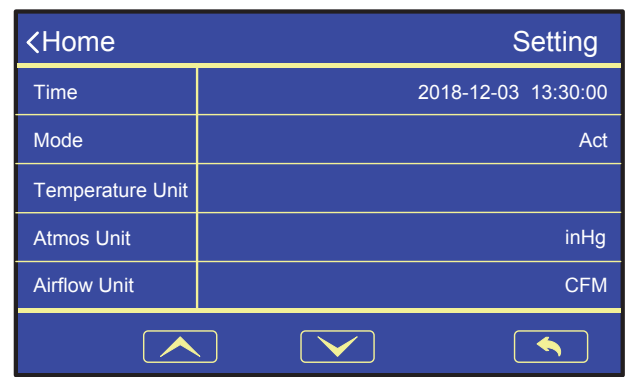 <Home Setting
Time 2018-12-03 13:30:00
Mode Act
Temperature Unit
Atmos Unit inHg
Airflow Unit CFM